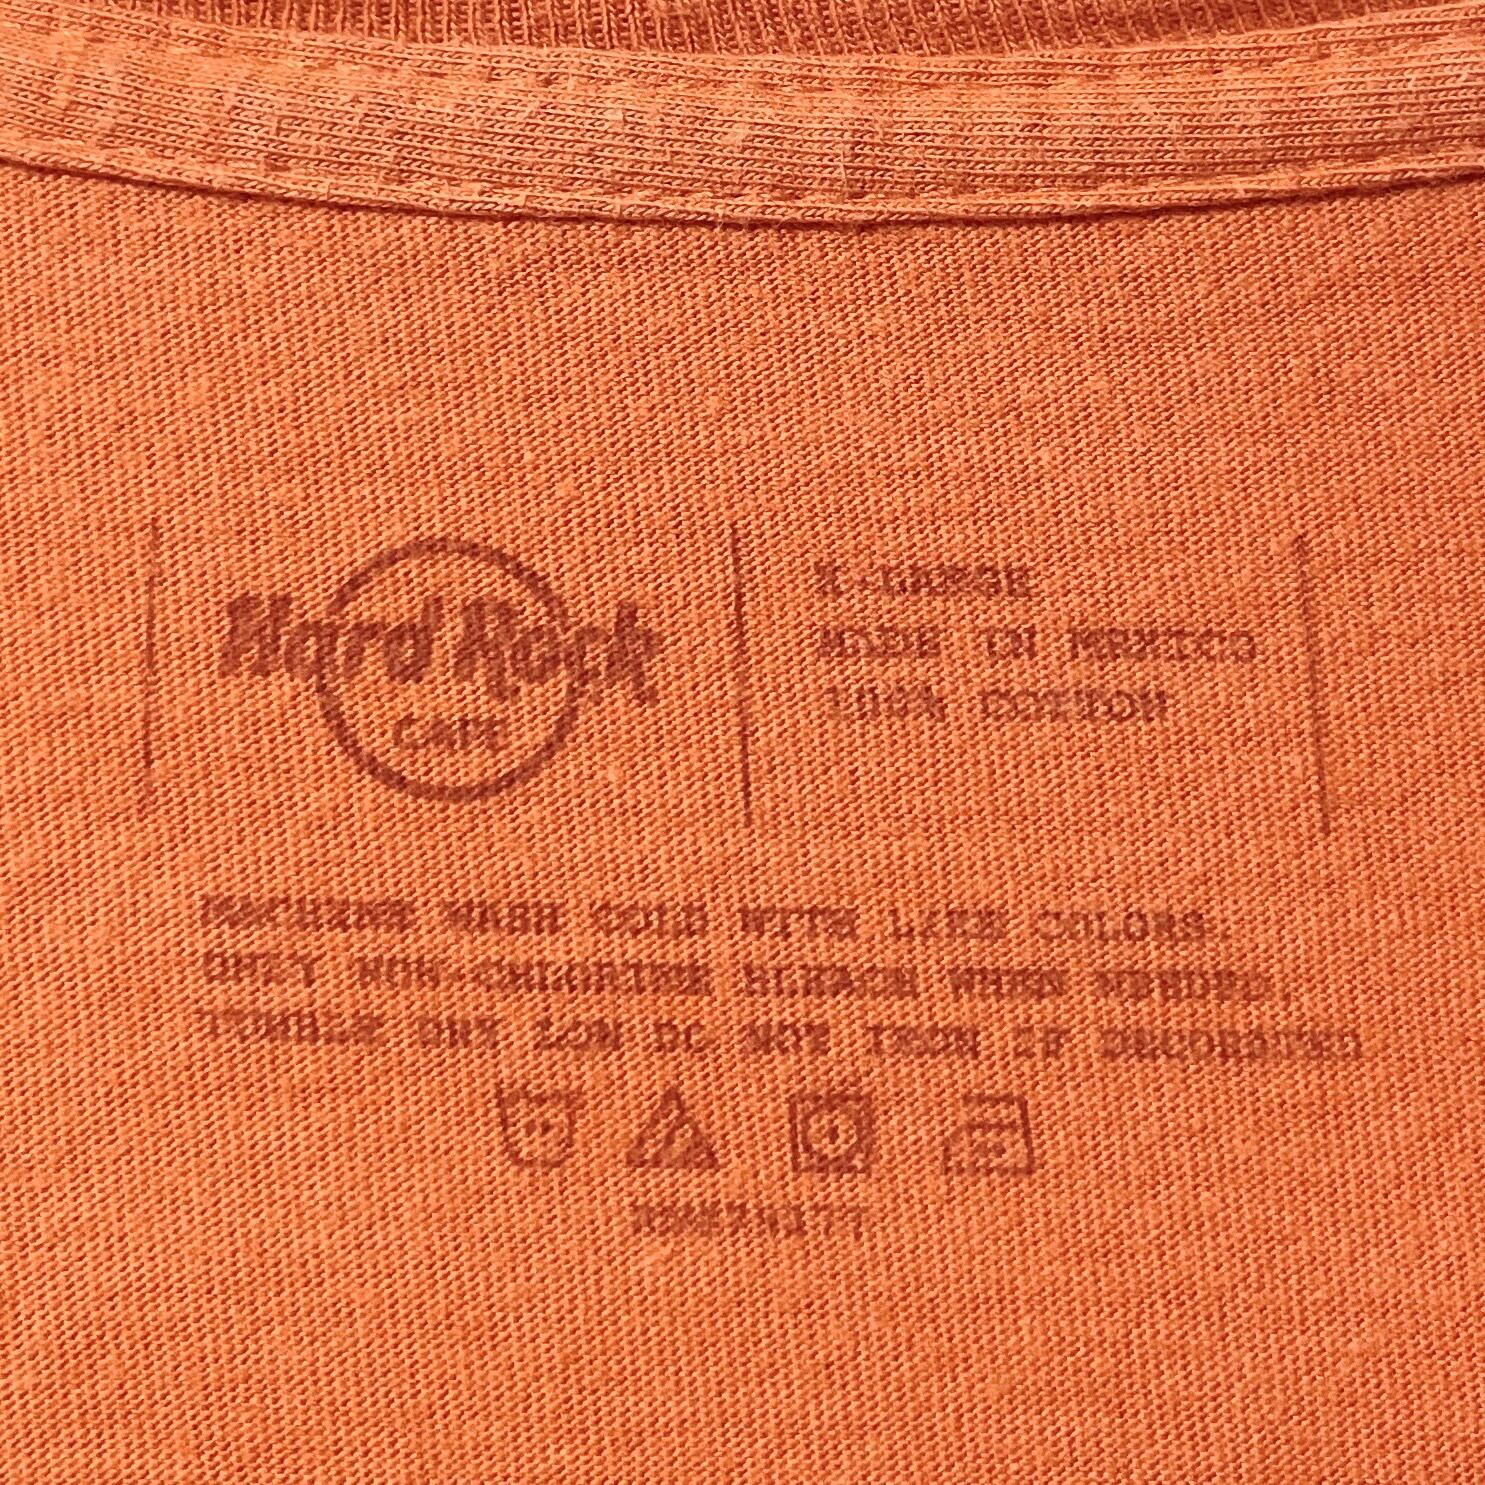 Hard Rock
CAFE
X-LARGE
MADE IN MEXICO
100% COTTON
MACHINE WASH COLD WITH LIKE COLORS.
ONLY NON-CHLORINE BLEACH WHEN NEEDED,
TUMBLE DRY LOW DO NOT IRON IF DECORATED